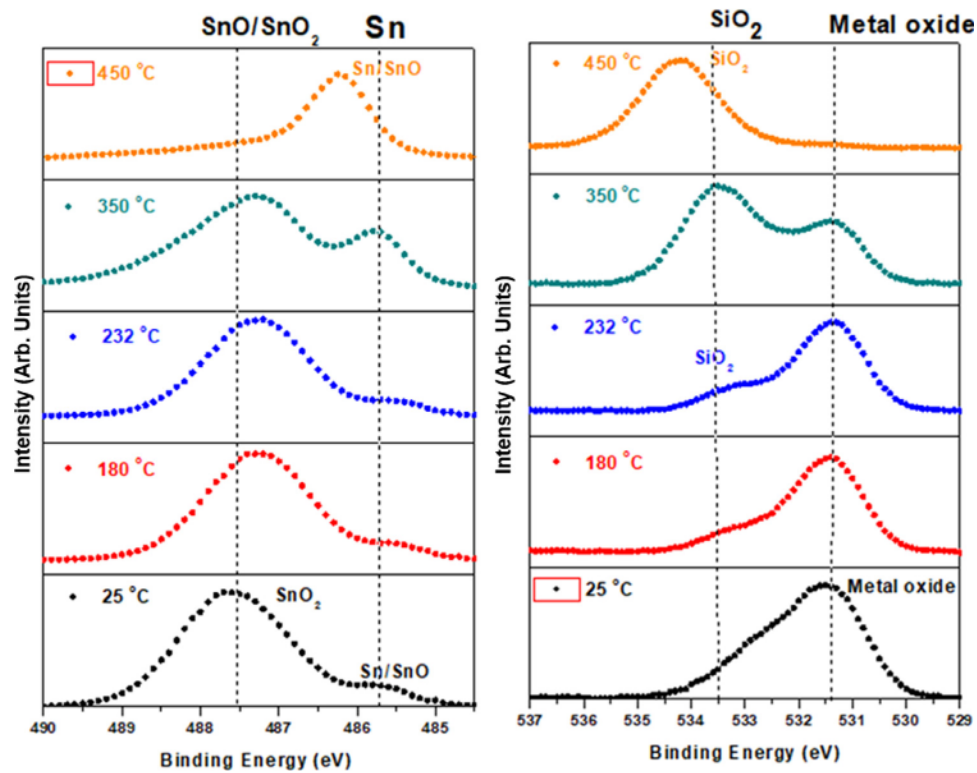 SnO/SnO₂ Sn
450 °C Sn/SnO
350 °C
232 °C
180 °C
25 °C SnO₂
Sn/SnO
490 489 488 487 486 485
Binding Energy (eV)
Intensity (Arb. Units)
SiO₂ Metal oxide
450 °C SiO₂
350 °C
232 °C SiO₂
180 °C
25 °C Metal oxide
537 536 535 534 533 532 531 530 529
Binding Energy (eV)
Intensity (Arb. Units)